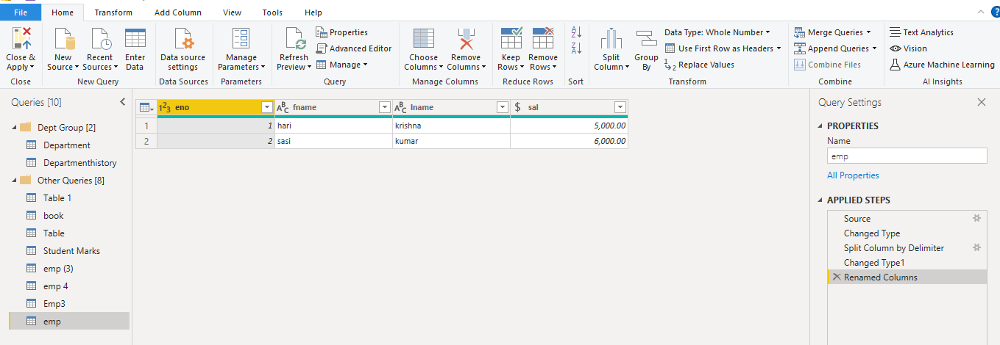 File Home Transform Add Column View Tools Help
Close & Apply
New Source
Recent Sources
Enter Data
Data source settings
Manage Parameters
Refresh Preview
Properties
Advanced Editor
Manage
Choose Columns
Remove Columns
Keep Rows
Remove Rows
A
Z
Z
A
Split Column
Group By
Data Type: Whole Number
Use First Row as Headers
1
2
Replace Values
Merge Queries
Append Queries
Combine Files
Text Analytics
Vision
Azure Machine Learning
Close New Query Data Sources Parameters Query Manage Columns Reduce Rows Sort Transform Combine AI Insights
Queries [10]
Dept Group [2]
Department
Departmenthistory
Other Queries [8]
Table 1
book
Table
Student Marks
emp (3)
emp 4
Emp3
emp
123 eno ABC fname ABC lname $ sal
1 1 hari krishna 5,000.00
2 2 sasi kumar 6,000.00
Query Settings
PROPERTIES
Name
emp
All Properties
APPLIED STEPS
Source
Changed Type
Split Column by Delimiter
Changed Type1
Renamed Columns